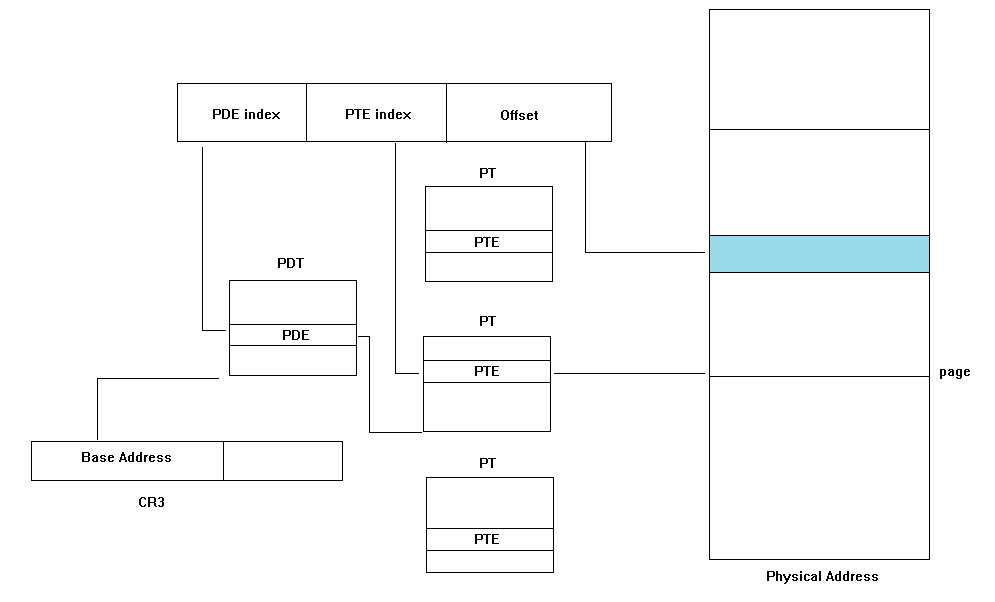 PDE index
PTE index
Offset
PT
PTE
PDT
PDE
PT
PTE
page
Base Address
CR3
PT
PTE
Physical Address